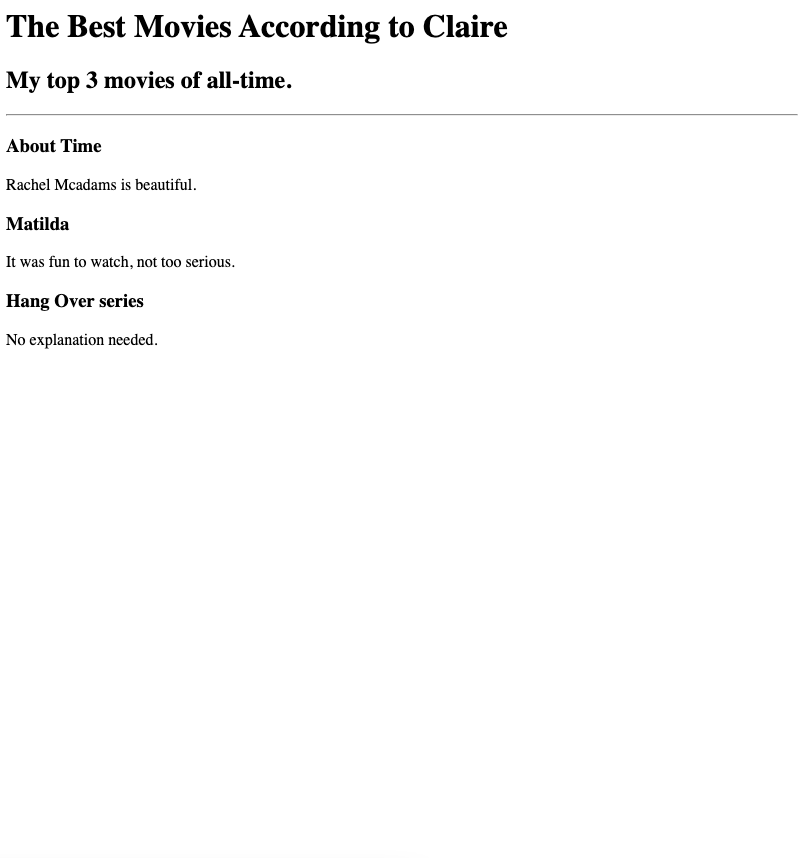 The Best Movies According to Claire
My top 3 movies of all-time.
About Time
Rachel Mcadams is beautiful.
Matilda
It was fun to watch, not too serious.
Hang Over series
No explanation needed.